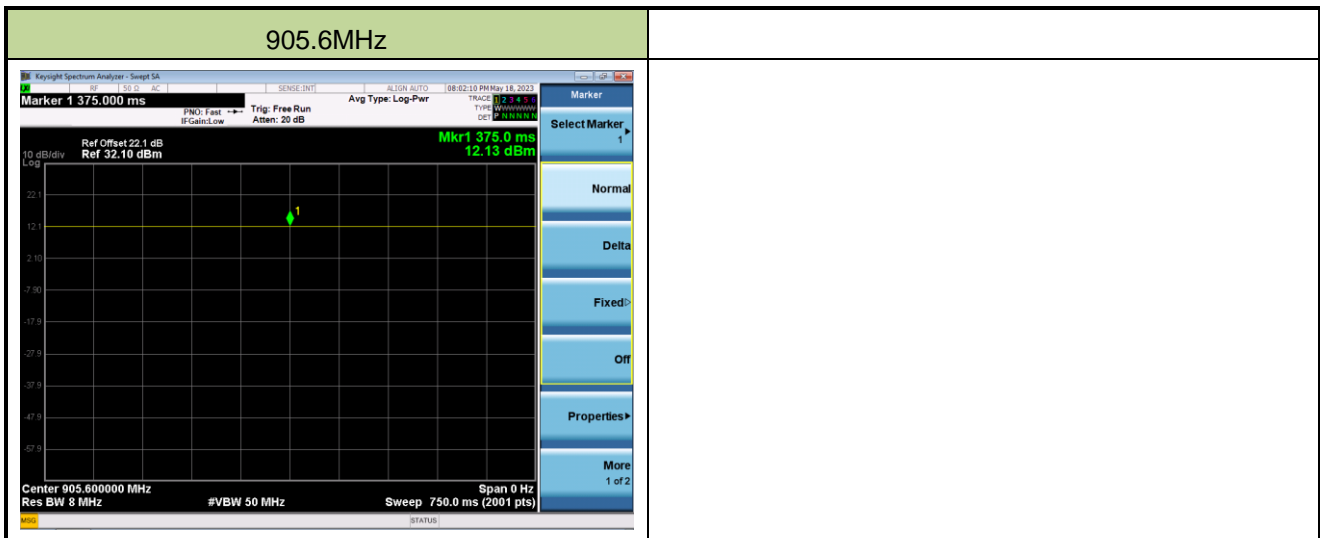 905.6MHz
Keysight Spectrum Analyzer - Swept SA
RF 50 Ω AC SENSE:INT ALIGN AUTO 08:02:10 PM May 18, 2023
Marker 1 375.000 ms
PNO: Fast
IFGain:Low
Trig: Free Run
Atten: 20 dB
Avg Type: Log-Pwr
TRACE 1 2 3 4 5 6
TYPE WWWWWW
DET P N N N N N
Mkr1 375.0 ms
12.13 dBm
Ref Offset 22.1 dB
10 dB/div Ref 32.10 dBm
Log
22.1
1
12.1
2.10
-7.90
-17.9
-27.9
-37.9
-47.9
-57.9
Center 905.600000 MHz Span 0 Hz
Res BW 8 MHz #VBW 50 MHz Sweep 750.0 ms (2001 pts)
MSG STATUS
Marker
Select Marker
1
Normal
Delta
Fixed
Off
Properties
More
1 of 2